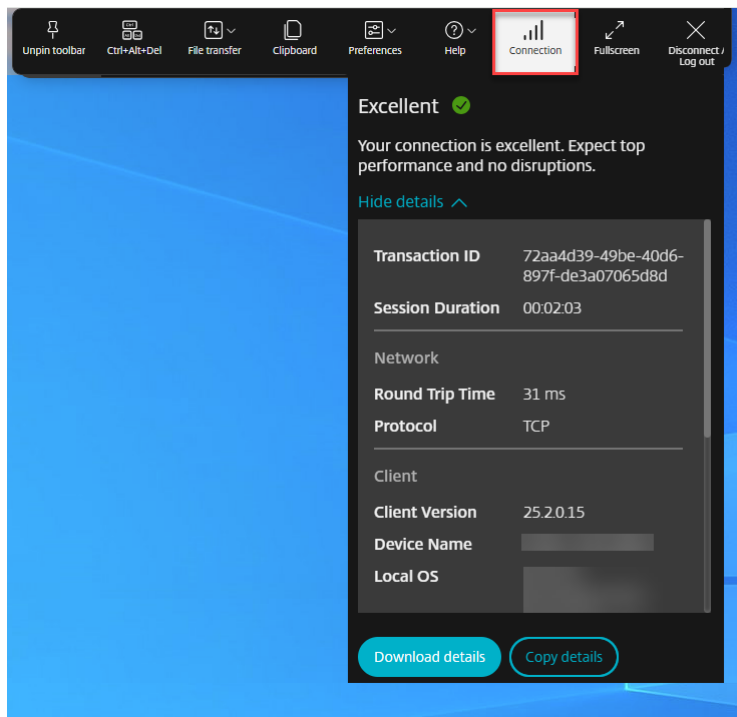 Unpin toolbar
Ctrl+Alt+Del
File transfer
Clipboard
Preferences
Help
Connection
Fullscreen
Disconnect /
Log out
Excellent
Your connection is excellent. Expect top
performance and no disruptions.
Hide details
Transaction ID 72aa4d39-49be-40d6-
897f-de3a07065d8d
Session Duration 00:02:03
Network
Round Trip Time 31 ms
Protocol TCP
Client
Client Version 25.2.0.15
Device Name
Local OS
Download details
Copy details